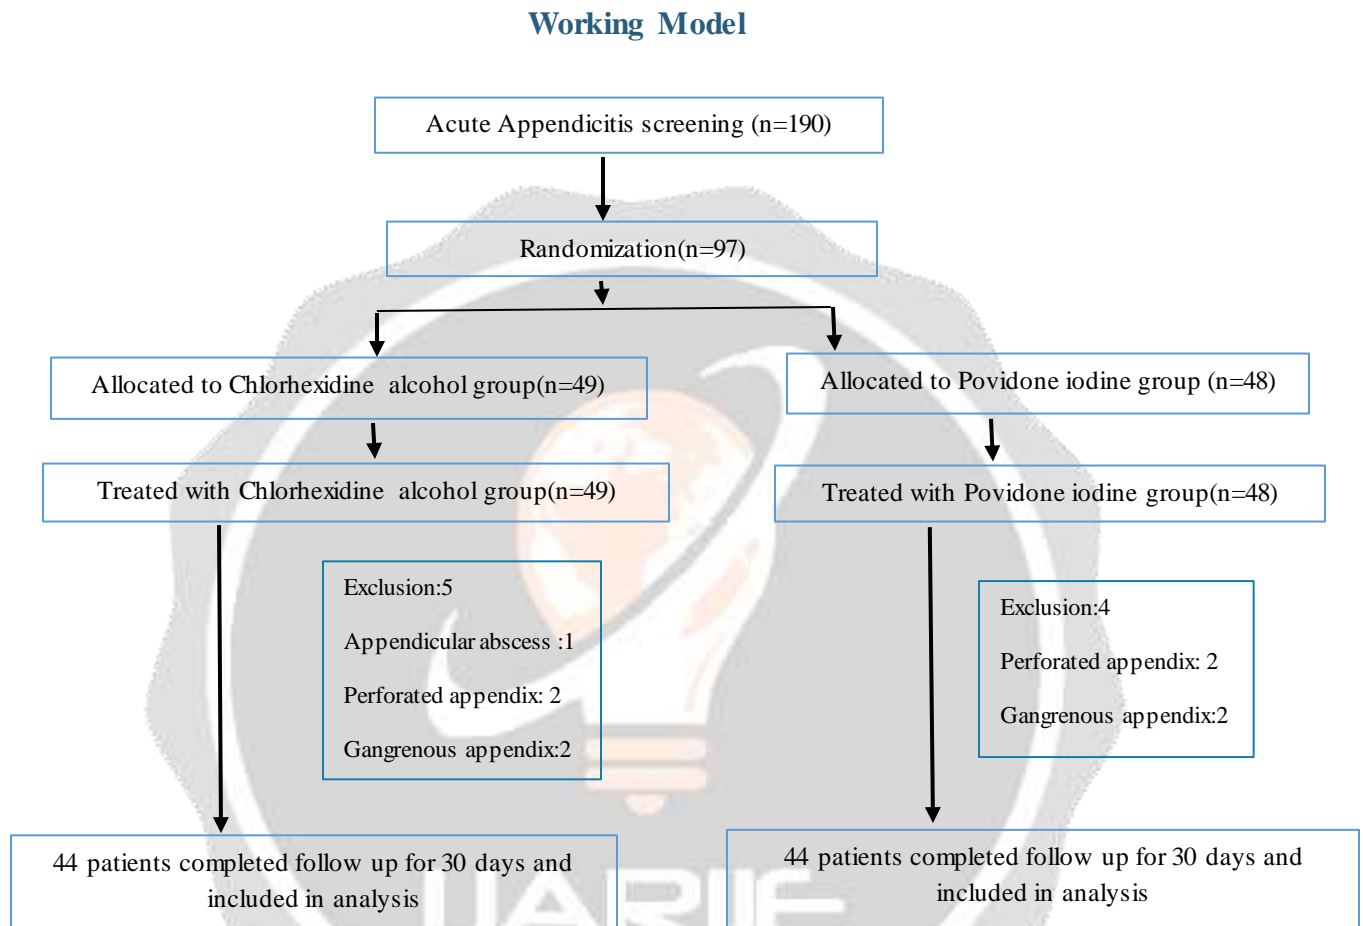 Working Model
Acute Appendicitis screening (n=190)
Randomization(n=97)
Allocated to Chlorhexidine alcohol group(n=49)
Allocated to Povidone iodine group (n=48)
Treated with Chlorhexidine alcohol group(n=49)
Treated with Povidone iodine group(n=48)
Exclusion:5
Appendicular abscess :1
Perforated appendix: 2
Gangrenous appendix:2
Exclusion:4
Perforated appendix: 2
Gangrenous appendix:2
44 patients completed follow up for 30 days and
included in analysis
44 patients completed follow up for 30 days and
included in analysis